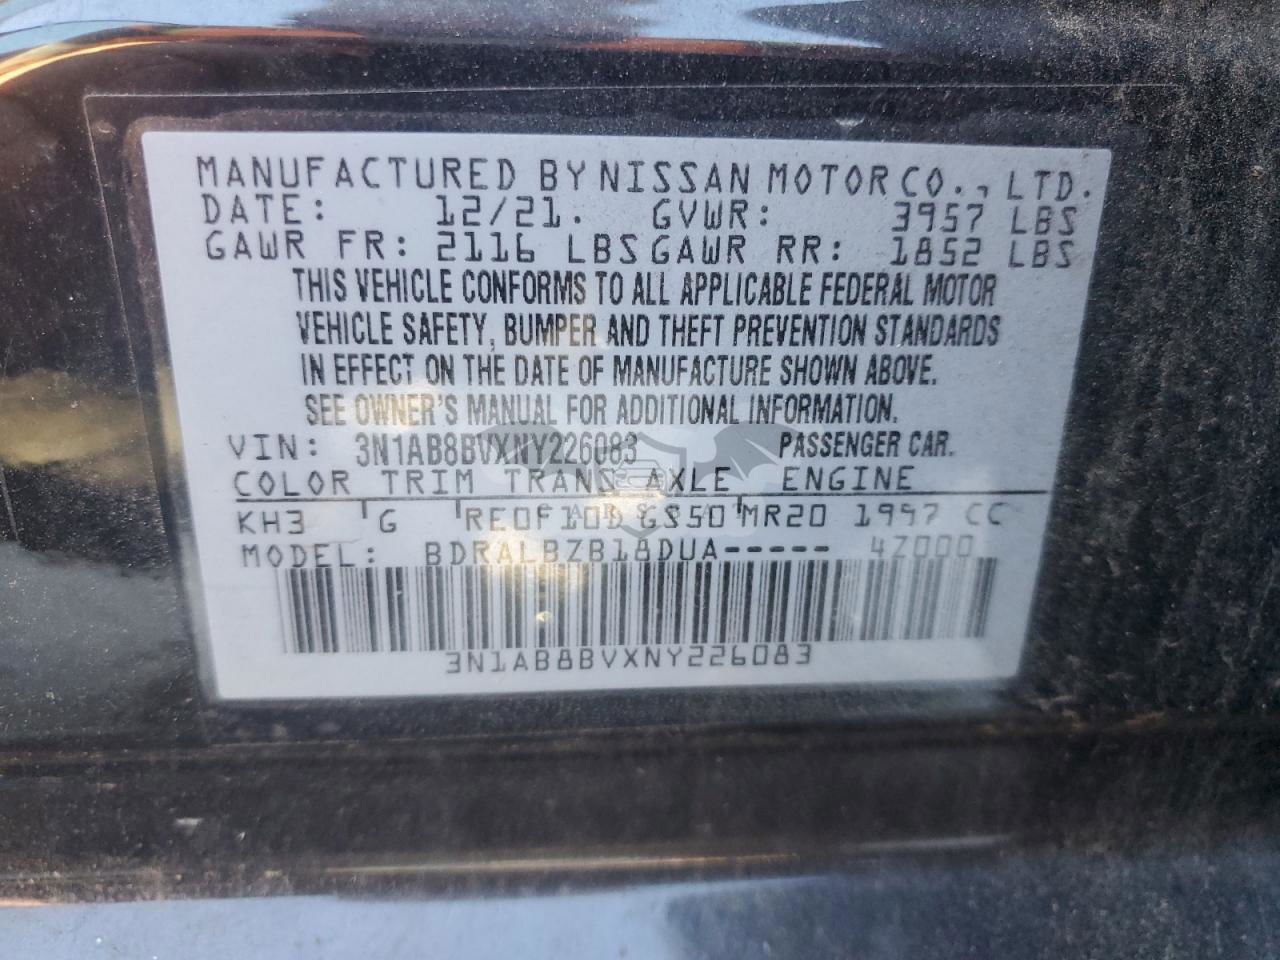 MANUFACTURED BY NISSAN MOTOR CO., LTD.
DATE: 12/21. GVWR: 3957 LBS
GAWR FR: 2116 LBS GAWR RR: 1852 LBS
THIS VEHICLE CONFORMS TO ALL APPLICABLE FEDERAL MOTOR
VEHICLE SAFETY, BUMPER AND THEFT PREVENTION STANDARDS
IN EFFECT ON THE DATE OF MANUFACTURE SHOWN ABOVE.
SEE OWNER'S MANUAL FOR ADDITIONAL INFORMATION.
VIN: 3N1AB8BVXNY226083 PASSENGER CAR.
COLOR TRIM TRANS AXLE ENGINE
KH3 G RE0F10D GS50 MR20 1997 CC
MODEL: BDRALBZB18DUA----- 4Z000
3N1AB8BVXNY226083